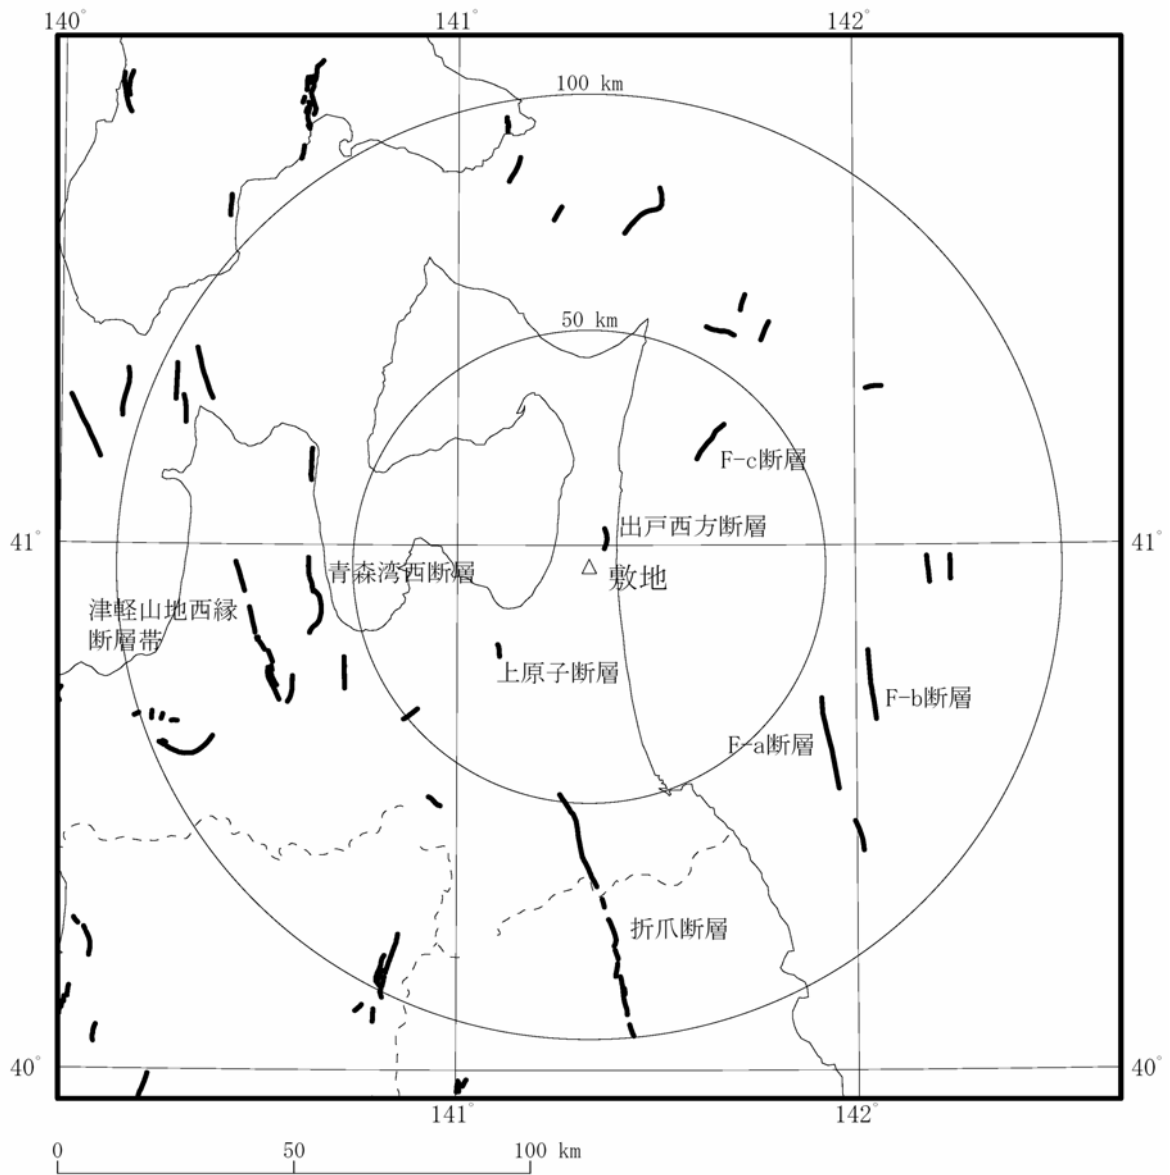 140° 141° 142°
100 km
50 km
F-c断層
出戸西方断層
41° 41°
青森湾西断層
敷地
津軽山地西縁
断層帯
上原子断層
F-b断層
F-a断層
折爪断層
40° 40°
141° 142°
0 50 100 km